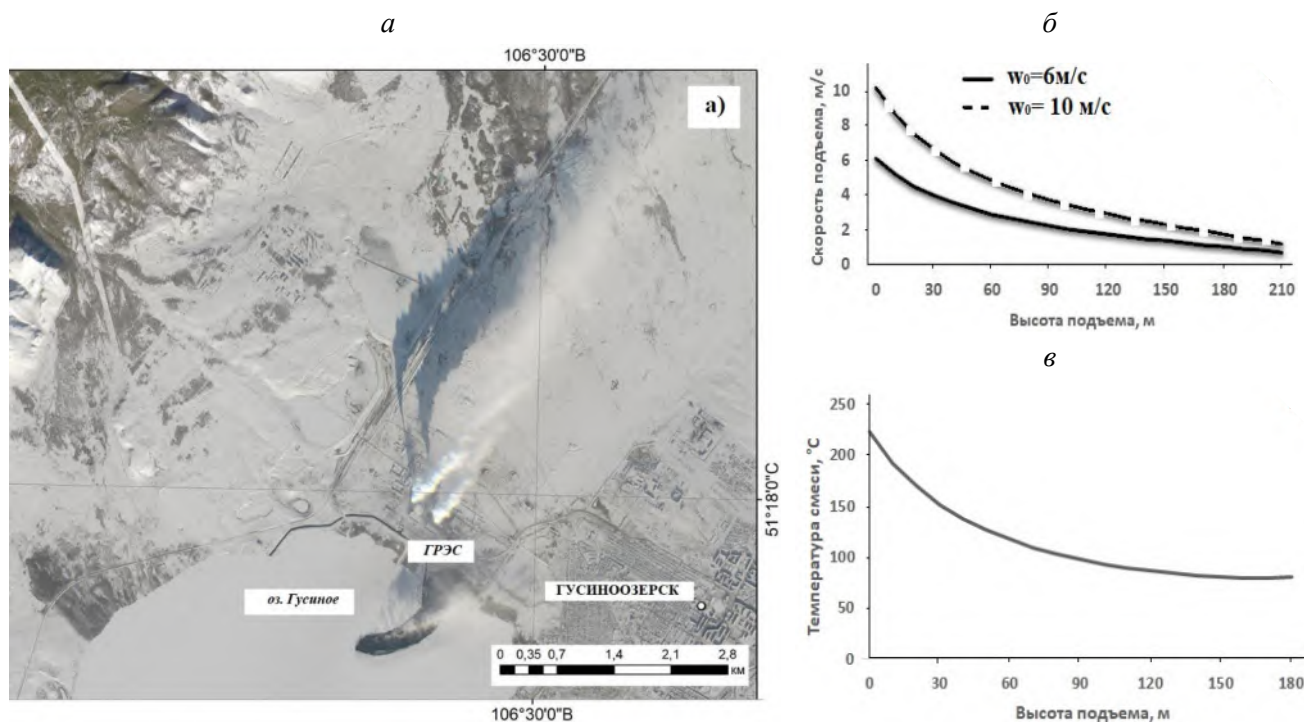 а
106°30'0"В
а)
51°18'0"С
ГРЭС
оз. Гусиное
ГУСИНООЗЕРСК
0 0,35 0,7 1,4 2,1 2,8
км
106°30'0"В
б
w₀=6м/с
w₀= 10 м/с
Скорость подъема, м/с
10
8
6
4
2
0
0 30 60 90 120 150 180 210
Высота подъема, м
в
Температура смеси, °С
250
200
150
100
50
0
0 30 60 90 120 150 180
Высота подъема, м